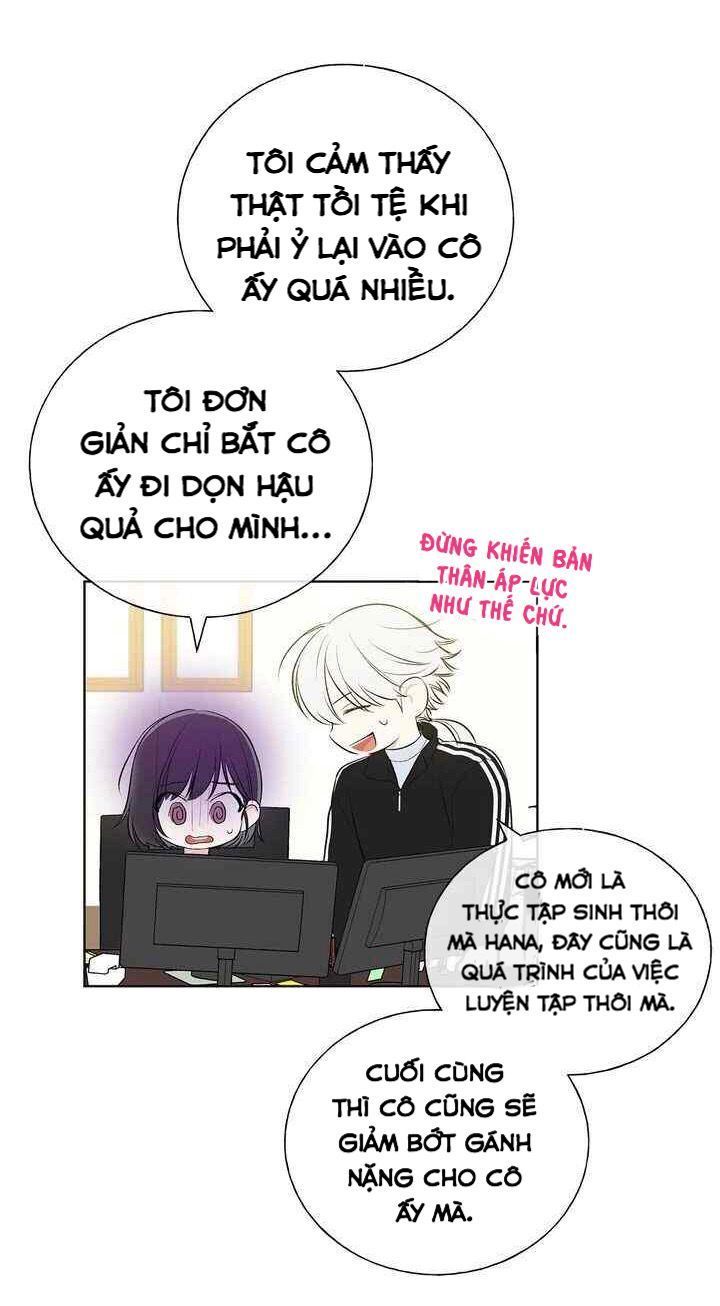 TÔI CẢM THẤY
THẬT TỒI TỆ KHI
PHẢI Ỷ LẠI VÀO CÔ
ẤY QUÁ NHIỀU.
TÔI ĐƠN
GIẢN CHỈ BẮT CÔ
ẤY ĐI DỌN HẬU
QUẢ CHO MÌNH...
ĐỪNG KHIẾN BẢN
THÂN ÁP LỰC
NHƯ THẾ CHỨ.
CÔ MỚI LÀ
THỰC TẬP SINH THÔI
MÀ HANA, ĐÂY CŨNG LÀ
QUÁ TRÌNH CỦA VIỆC
LUYỆN TẬP THÔI MÀ.
CUỐI CÙNG
THÌ CÔ CŨNG SẼ
GIẢM BỚT GÁNH
NẶNG CHO CÔ
ẤY MÀ.